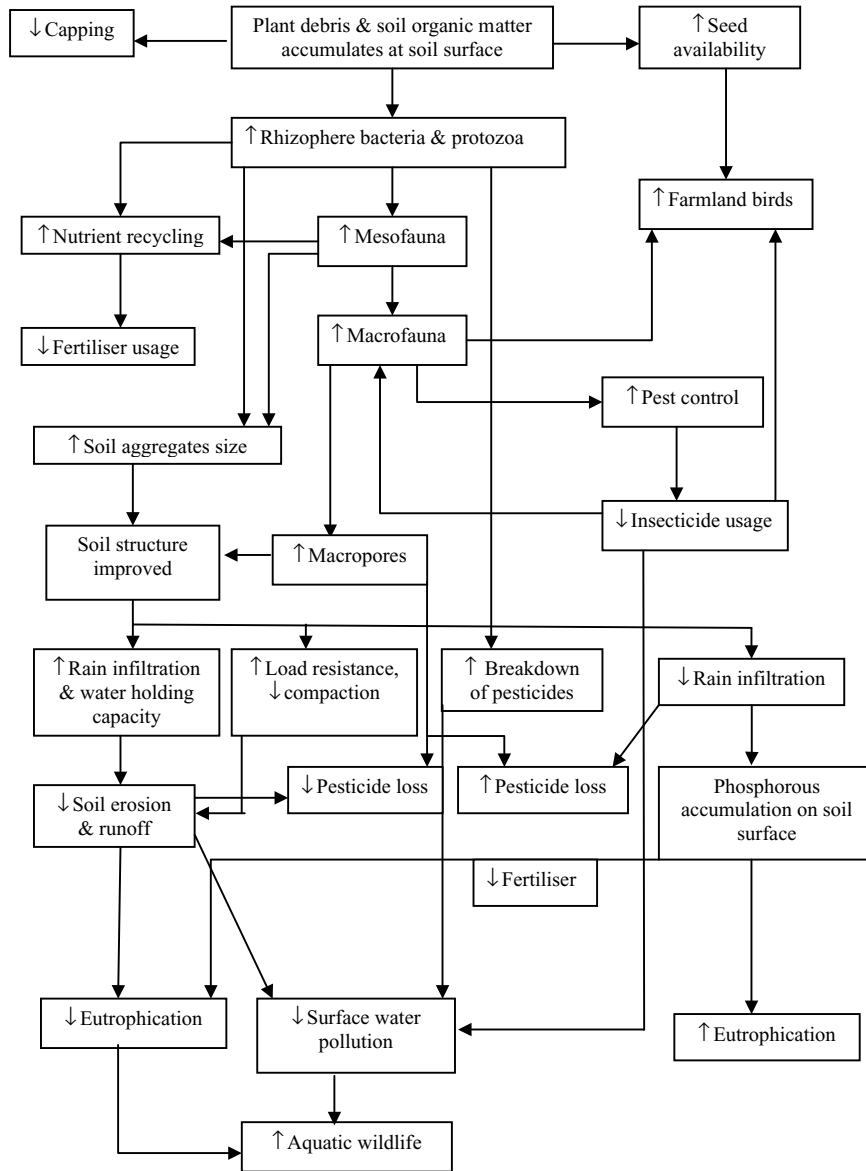 ↓Capping
Plant debris & soil organic matter
accumulates at soil surface
↑Seed
availability
↑Rhizophere bacteria & protozoa
↑Farmland birds
↑Nutrient recycling
↑Mesofauna
↓Fertiliser usage
↑Macrofauna
↑Pest control
↑Soil aggregates size
↓Insecticide usage
Soil structure
improved
↑Macropores
↑Rain infiltration
& water holding
capacity
↑Load resistance,
↓compaction
↑ Breakdown
of pesticides
↓Rain infiltration
↓Soil erosion
& runoff
↓Pesticide loss
↑Pesticide loss
Phosphorous
accumulation on soil
surface
↓Fertiliser
↓Eutrophication
↓Surface water
pollution
↑Eutrophication
↑Aquatic wildlife